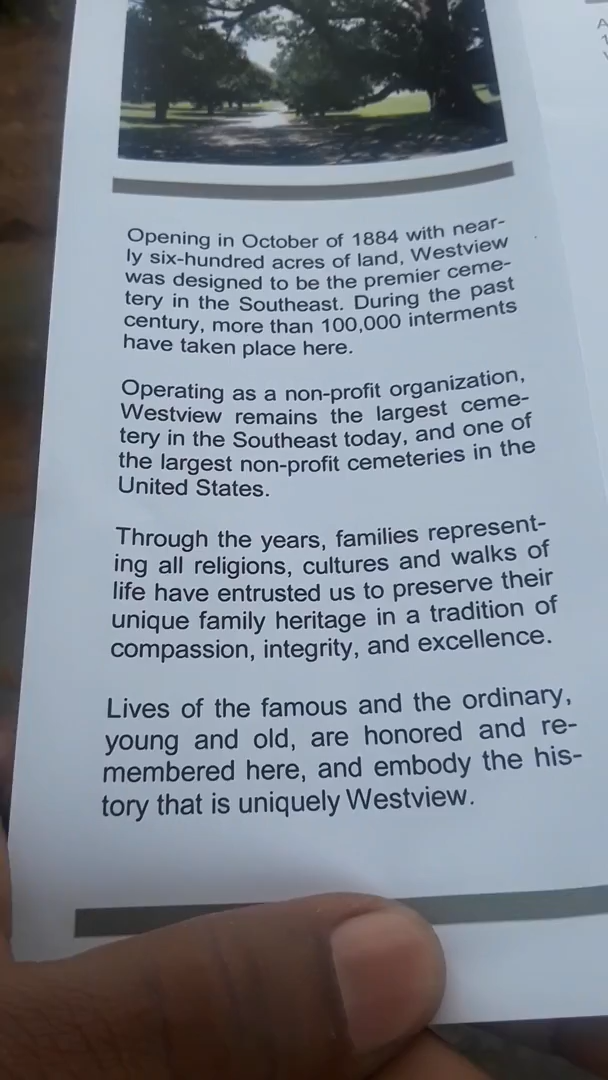 Opening in October of 1884 with near-
ly six-hundred acres of land, Westview
was designed to be the premier ceme-
tery in the Southeast. During the past
century, more than 100,000 interments
have taken place here.
Operating as a non-profit organization,
Westview remains the largest ceme-
tery in the Southeast today, and one of
the largest non-profit cemeteries in the
United States.
Through the years, families represent-
ing all religions, cultures and walks of
life have entrusted us to preserve their
unique family heritage in a tradition of
compassion, integrity, and excellence.
Lives of the famous and the ordinary,
young and old, are honored and re-
membered here, and embody the his-
tory that is uniquely Westview.